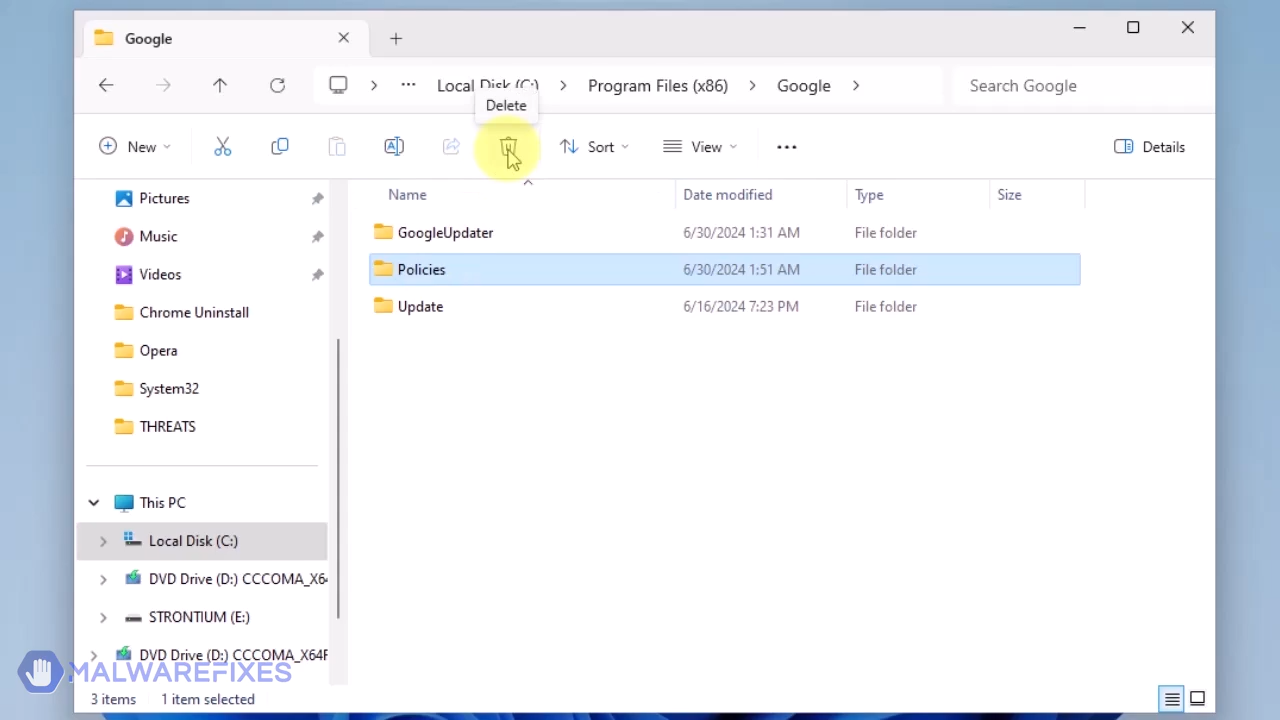 Google
Local Disk (C:)
Program Files (x86)
Google
Search Google
Delete
New
Sort
View
Details
Name
Date modified
Type
Size
Pictures
Music
Videos
Chrome Uninstall
Opera
System32
THREATS
This PC
Local Disk (C:)
DVD Drive (D:) CCCOMA_X64
STRONTIUM (E:)
DVD Drive (D:) CCCOMA_X64F
GoogleUpdater 6/30/2024 1:31 AM File folder
Policies 6/30/2024 1:51 AM File folder
Update 6/16/2024 7:23 PM File folder
MALWAREFIXES
3 items 1 item selected